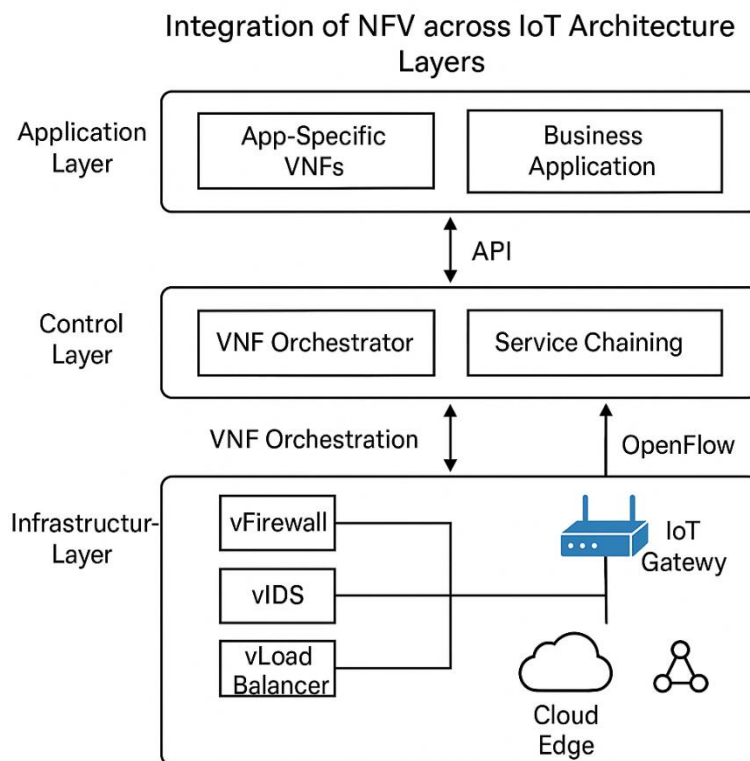 Integration of NFV across IoT Architecture
Layers
Application
Layer
App-Specific
VNFs
Business
Application
API
Control
Layer
VNF Orchestrator
Service Chaining
VNF Orchestration
OpenFlow
Infrastructur-
Layer
vFirewall
vIDS
vLoad
Balancer
IoT
Gatewy
Cloud
Edge